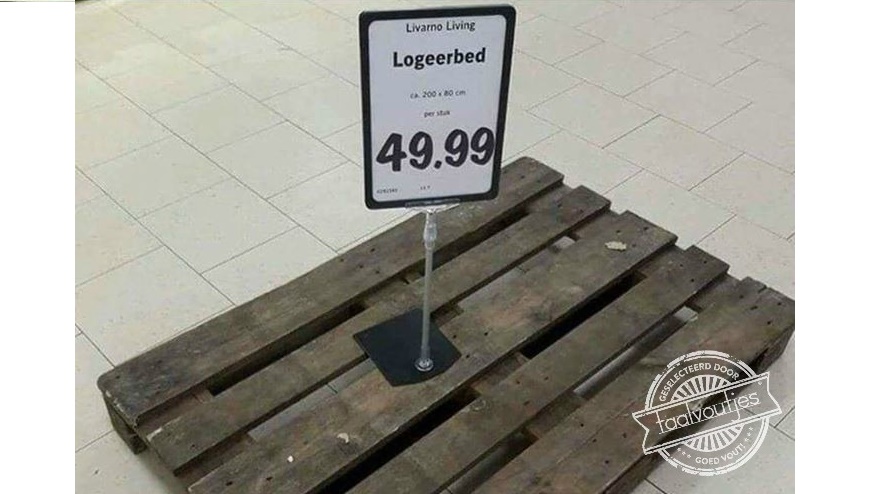 Livarno Living
Logeerbed
ca. 200 x 80 cm
per stuk
49.99
GESELECTEERD DOOR
taalvoutjes
GOED VOUT!